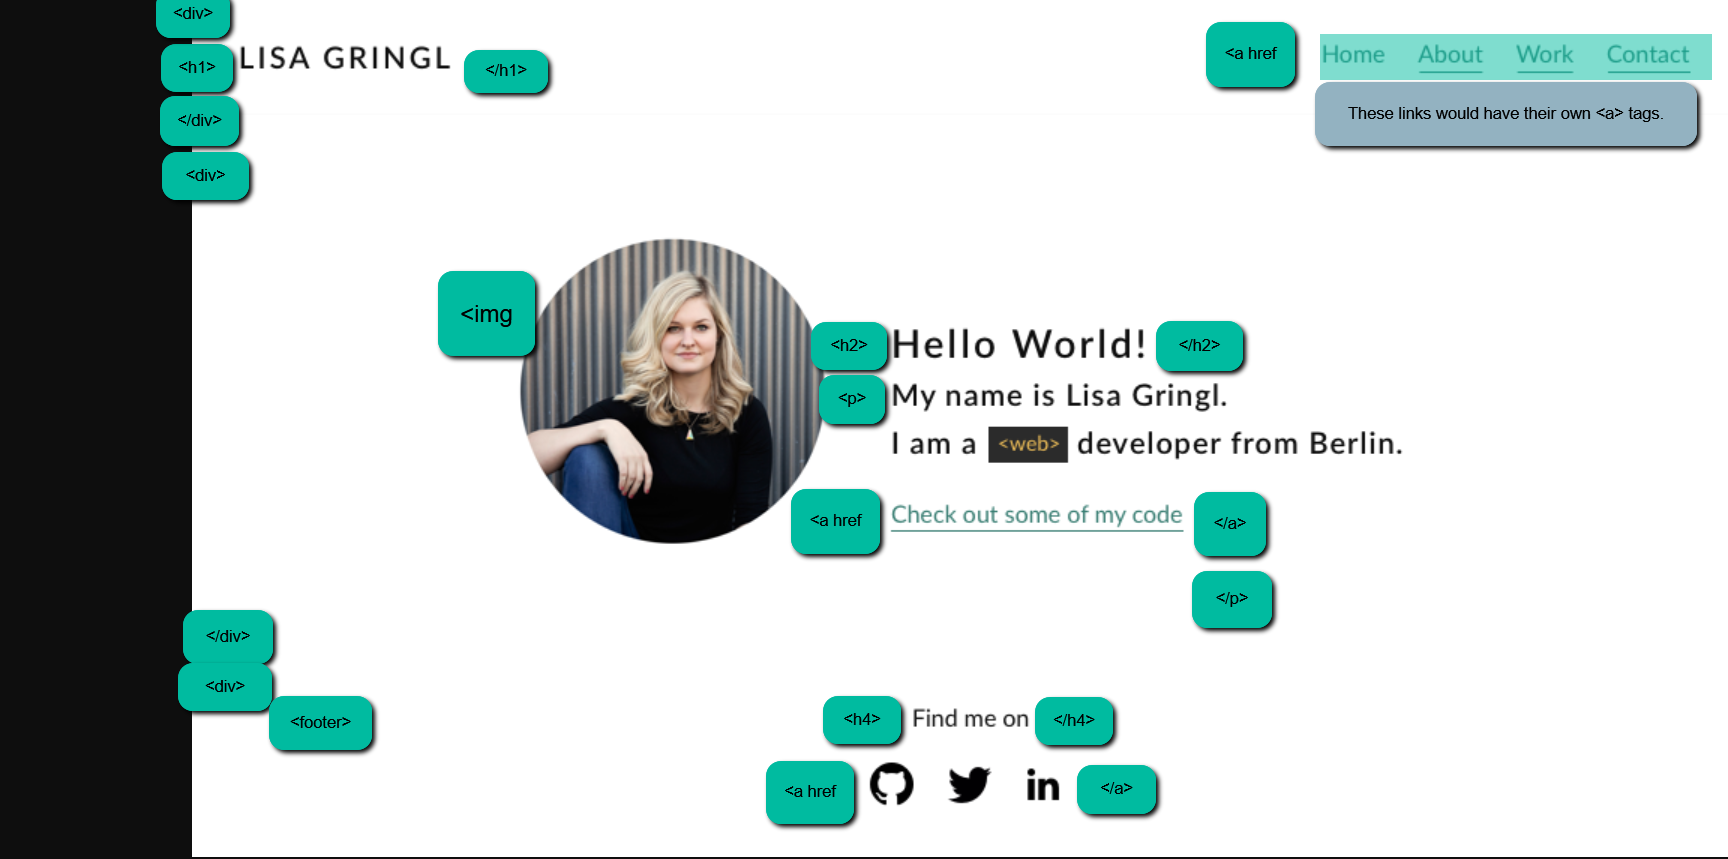 <div>
<h1> LISA GRINGL </h1>
<a href Home About Work Contact
</div>
These links would have their own <a> tags.
<div>
<img
<h2> Hello World! </h2>
<p> My name is Lisa Gringl.
I am a <web> developer from Berlin.
<a href Check out some of my code </a>
</p>
</div>
<div>
<footer>
<h4> Find me on </h4>
<a href in </a>